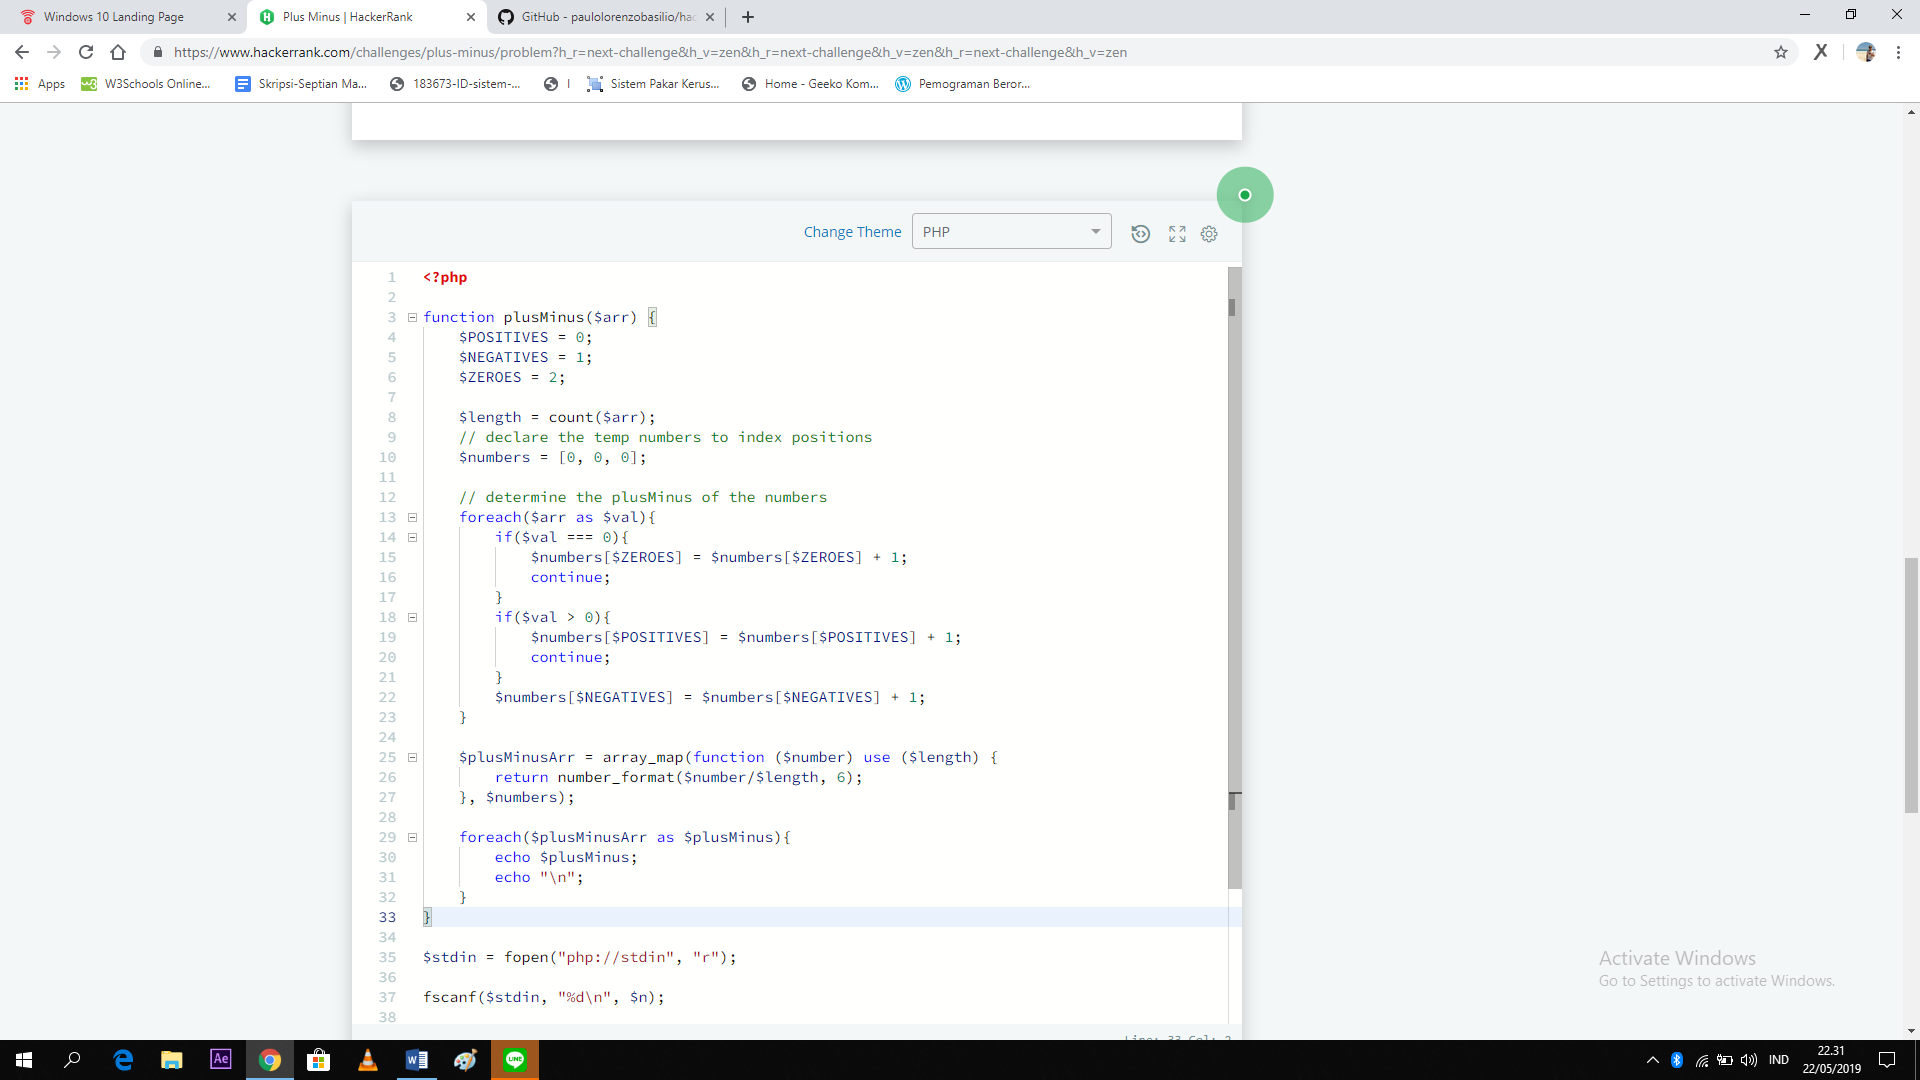 Windows 10 Landing Page
Plus Minus | HackerRank
GitHub - paulolorenzobasilio/hac
https://www.hackerrank.com/challenges/plus-minus/problem?h_r=next-challenge&h_v=zen&h_r=next-challenge&h_v=zen&h_r=next-challenge&h_v=zen
Apps
W3Schools Online...
Skripsi-Septian Ma...
183673-ID-sistem-...
I
Sistem Pakar Kerus...
Home - Geeko Kom...
Pemograman Beror...
Change Theme
PHP
1 <?php
2
3 function plusMinus($arr) {
4     $POSITIVES = 0;
5     $NEGATIVES = 1;
6     $ZEROES = 2;
7
8     $length = count($arr);
9     // declare the temp numbers to index positions
10     $numbers = [0, 0, 0];
11
12     // determine the plusMinus of the numbers
13     foreach($arr as $val){
14         if($val === 0){
15             $numbers[$ZEROES] = $numbers[$ZEROES] + 1;
16             continue;
17         }
18         if($val > 0){
19             $numbers[$POSITIVES] = $numbers[$POSITIVES] + 1;
20             continue;
21         }
22         $numbers[$NEGATIVES] = $numbers[$NEGATIVES] + 1;
23     }
24
25     $plusMinusArr = array_map(function ($number) use ($length) {
26         return number_format($number/$length, 6);
27     }, $numbers);
28
29     foreach($plusMinusArr as $plusMinus){
30         echo $plusMinus;
31         echo "\n";
32     }
33 }
34
35 $stdin = fopen("php://stdin", "r");
36
37 fscanf($stdin, "%d\n", $n);
38
Line: 33 Col: 2
Activate Windows
Go to Settings to activate Windows.
Ae
LINE
IND
22.31
22/05/2019